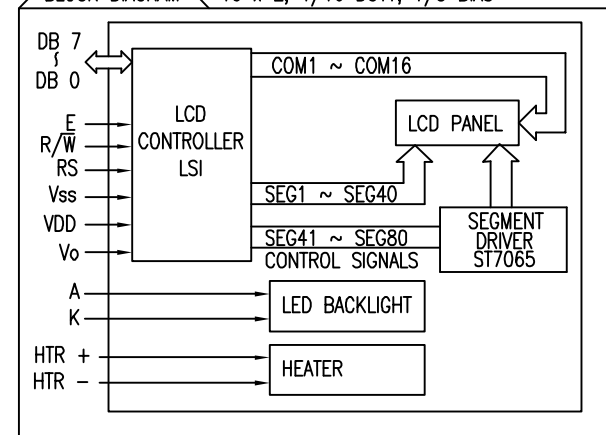 DB 7
∫
DB 0
E
R/W̅
RS
Vss
VDD
Vo
A
K
HTR +
HTR –
LCD
CONTROLLER
LSI
COM1 ~ COM16
LCD PANEL
SEG1 ~ SEG40
SEG41 ~ SEG80
CONTROL SIGNALS
SEGMENT
DRIVER
ST7065
LED BACKLIGHT
HEATER